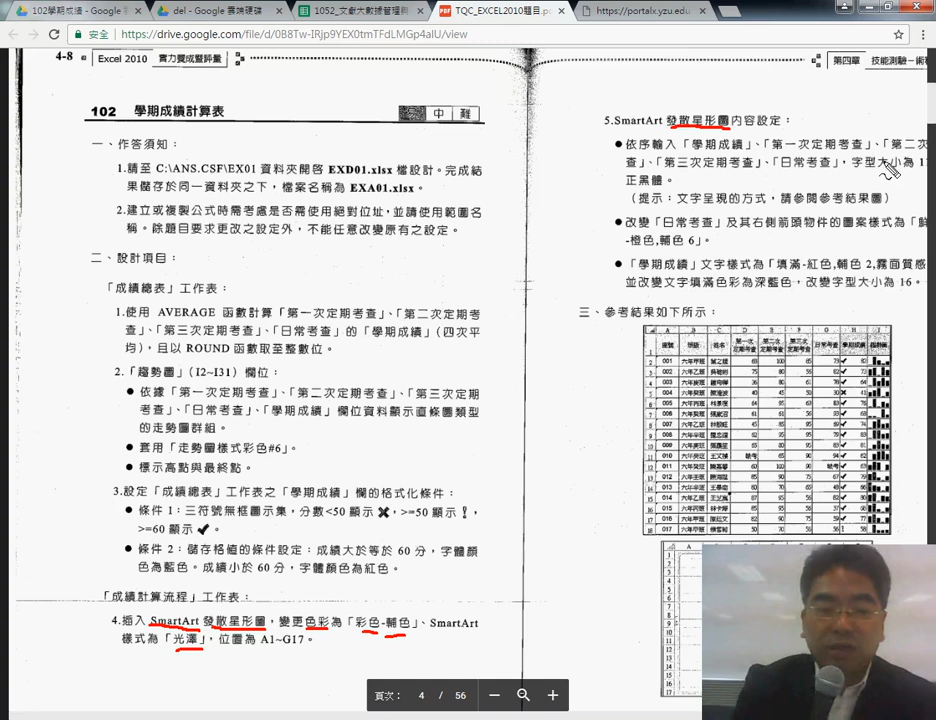 102學期成播 - Google 雲
del - Google 雲端硬碟
1052_文獻大數據管理與
TQC_EXCEL2010題目.p
https://portalx.yzu.edu
安全 https://drive.google.com/file/d/0B8Tw-IRjp9YEX0tmTFdLMGp4alU/view
4-8 Excel 2010 實力養成暨評量
102 學期成績計算表 中 難
一、作答須知：
1.請至 C:\ANS.CSF\EX01 資料夾開啓 EXD01.xlsx 檔設計。完成結
果儲存於同一資料夾之下，檔案名稱為 EXA01.xlsx。
2.建立或複製公式時需考慮是否需使用絕對位址，並請使用範圍名
稱。除題目要求更改之設定外，不能任意改變原有之設定。
二、設計項目：
「成績總表」工作表：
1.使用 AVERAGE 函數計算「第一次定期考查」、「第二次定期考
查」、「第三次定期考查」、「日常考查」的「學期成績」（四次平
均），且以 ROUND 函數取至整數位。
2.「趨勢圖」（I2~I31）欄位：
● 依據「第一次定期考查」、「第二次定期考查」、「第三次定期
考查」、「日常考查」、「學期成績」欄位資料顯示直條圖類型
的走勢圖群組。
● 套用「走勢圖樣式彩色#6」。
● 標示高點與最終點。
3.設定「成績總表」工作表之「學期成績」欄的格式化條件：
● 條件 1：三符號無框圖示集，分數<50 顯示 ✖，>=50 顯示 !，
>=60 顯示 ✔。
● 條件 2：儲存格值的條件設定：成績大於等於 60 分，字體顏
色為藍色。成績小於 60 分，字體顏色為紅色。
「成績計算流程」工作表：
4.插入 SmartArt 發散星形圖，變更色彩為「彩色-輔色」、SmartArt
樣式為「光澤」，位置為 A1~G17。
第四章 技能測驗－術
5.SmartArt 發散星形圖內容設定：
● 依序輸入「學期成績」、「第一次定期考查」、「第二次
查」、「第三次定期考查」、「日常考查」，字型大小為 1
正黑體。
（提示：文字呈現的方式，請參閱參考結果圖）
● 改變「日常考查」及其右側箭頭物件的圖案樣式為「鮮
-橙色,輔色 6」。
● 「學期成績」文字樣式為「填滿-紅色,輔色 2,霧面質感
並改變文字填滿色彩為深藍色，改變字型大小為 16。
三、參考結果如下所示：
頁次： 4 / 56